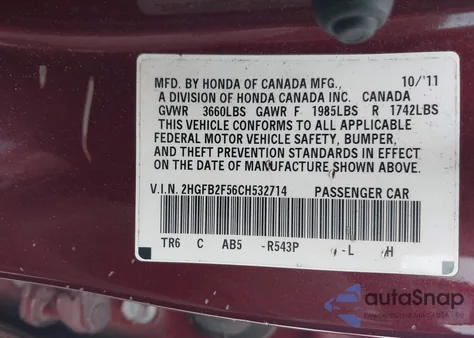 MFD. BY HONDA OF CANADA MFG., 10/'11
A DIVISION OF HONDA CANADA INC. CANADA
GVWR 3660LBS GAWR F 1985LBS R 1742LBS
THIS VEHICLE CONFORMS TO ALL APPLICABLE
FEDERAL MOTOR VEHICLE SAFETY, BUMPER,
AND THEFT PREVENTION STANDARDS IN EFFECT
ON THE DATE OF MANUFACTURE SHOWN ABOVE.
V.I.N. 2HGFB2F56CH532714 PASSENGER CAR
TR6 C AB5 -R543P -L H
autoSnap